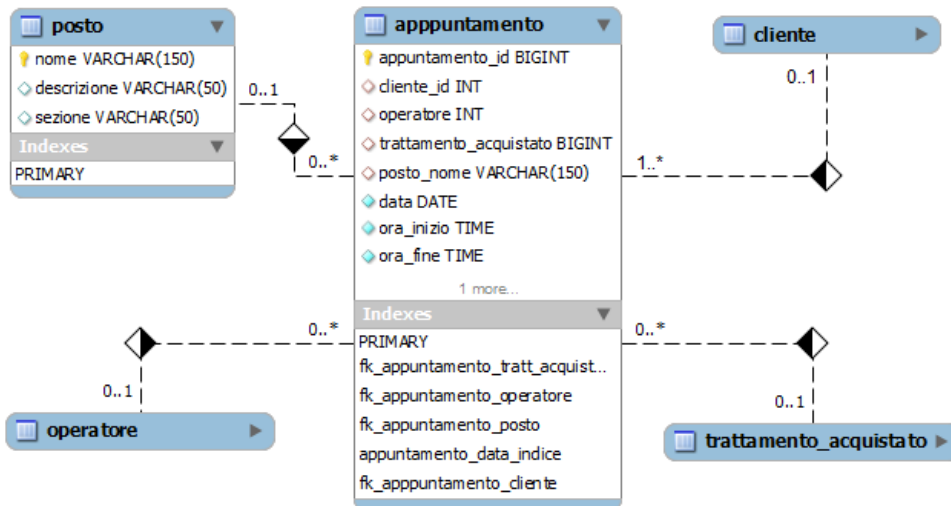 posto
nome VARCHAR(150)
descrizione VARCHAR(50)
sezione VARCHAR(50)
Indexes
PRIMARY
0..1
0..*
apppuntamento
appuntamento_id BIGINT
cliente_id INT
operatore INT
trattamento_acquistato BIGINT
posto_nome VARCHAR(150)
data DATE
ora_inizio TIME
ora_fine TIME
1 more...
Indexes
PRIMARY
fk_appuntamento_tratt_acquist...
fk_appuntamento_operatore
fk_appuntamento_posto
appuntamento_data_indice
fk_apppuntamento_cliente
cliente
0..1
1..*
0..*
0..1
operatore
0..*
0..1
trattamento_acquistato